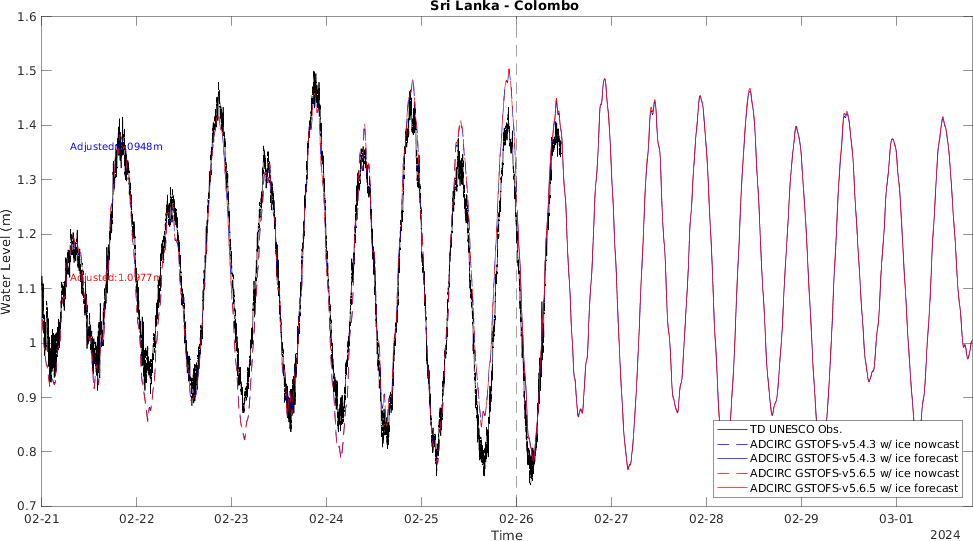 Sri Lanka - Colombo
1.6
1.5
1.4
1.3
1.2
1.1
1
0.9
0.8
0.7
Water Level (m)
Adjusted:1.0948m
Adjusted:1.0977m
TD UNESCO Obs.
ADCIRC GSTOFS-v5.4.3 w/ ice nowcast
ADCIRC GSTOFS-v5.4.3 w/ ice forecast
ADCIRC GSTOFS-v5.6.5 w/ ice nowcast
ADCIRC GSTOFS-v5.6.5 w/ ice forecast
02-21 02-22 02-23 02-24 02-25 02-26 02-27 02-28 02-29 03-01
Time
2024